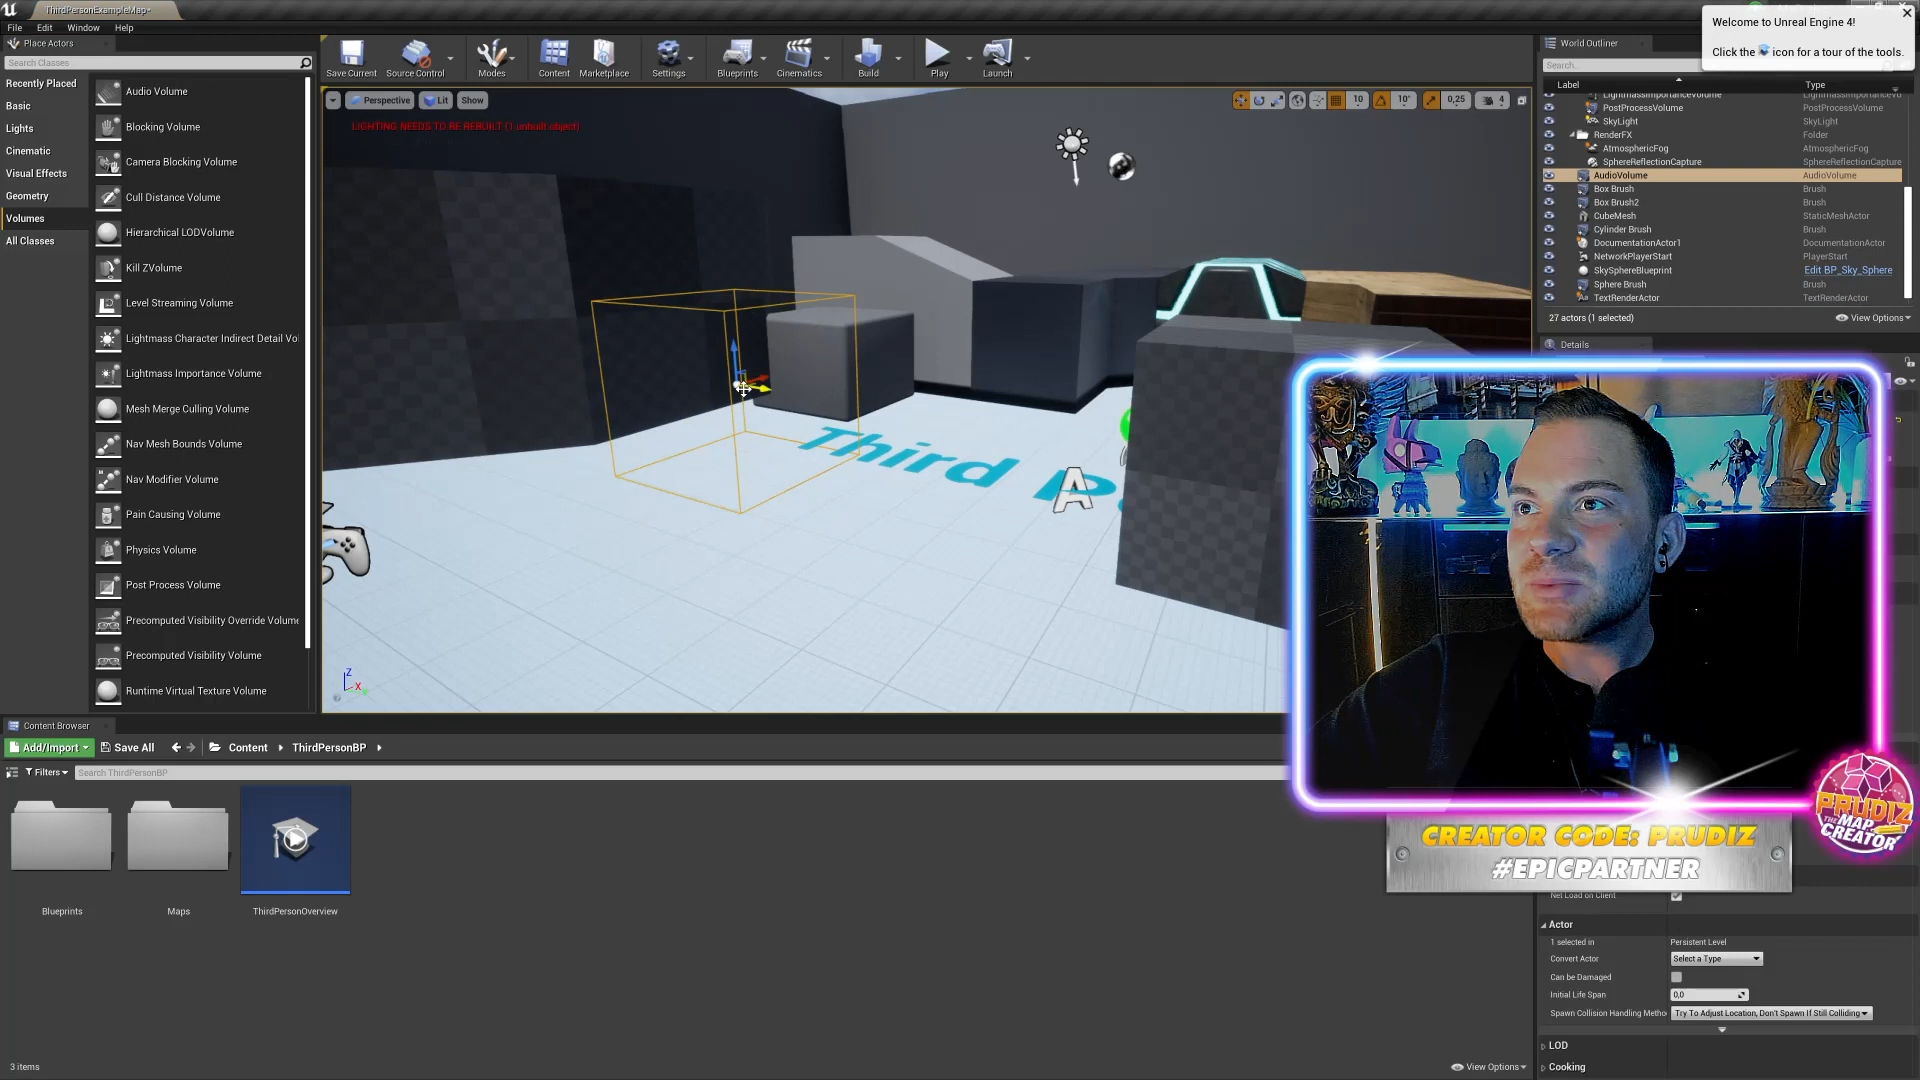 ThirdPersonExampleMap•
File Edit Window Help
Place Actors
Search Classes
Recently Placed
Basic
Lights
Cinematic
Visual Effects
Geometry
Volumes
All Classes
Audio Volume
Blocking Volume
Camera Blocking Volume
Cull Distance Volume
Hierarchical LODVolume
Kill ZVolume
Level Streaming Volume
Lightmass Character Indirect Detail Vo
Lightmass Importance Volume
Mesh Merge Culling Volume
Nav Mesh Bounds Volume
Nav Modifier Volume
Pain Causing Volume
Physics Volume
Post Process Volume
Precomputed Visibility Override Volume
Precomputed Visibility Volume
Runtime Virtual Texture Volume
Save Current Source Control Modes Content Marketplace Settings Blueprints Cinematics Build Play Launch
Perspective Lit Show
10 10° 0,25 4
LIGHTING NEEDS TO BE REBUILT (1 unbuilt object)
Third P
A
Z
X
Welcome to Unreal Engine 4!
Click the icon for a tour of the tools.
World Outliner
Search...
Label Type
LightmassImportanceVolume LightmassImportanceVo
PostProcessVolume PostProcessVolume
SkyLight SkyLight
RenderFX Folder
AtmosphericFog AtmosphericFog
SphereReflectionCapture SphereReflectionCapture
AudioVolume AudioVolume
Box Brush Brush
Box Brush2 Brush
CubeMesh StaticMeshActor
Cylinder Brush Brush
DocumentationActor1 DocumentationActor
NetworkPlayerStart PlayerStart
SkySphereBlueprint Edit BP_Sky_Sphere
Sphere Brush Brush
TextRenderActor TextRenderActor
27 actors (1 selected) View Options
Details
CREATOR CODE: PRUDIZ
#EPICPARTNER
PRUDIZ
THE MAP
CREATOR
Net Load on Client
Actor
1 selected in Persistent Level
Convert Actor Select a Type
Can be Damaged
Initial Life Span 0,0
Spawn Collision Handling Metho Try To Adjust Location, Don't Spawn If Still Colliding
LOD
Cooking
Content Browser
Add/Import Save All Content ThirdPersonBP
Filters Search ThirdPersonBP
Blueprints Maps ThirdPersonOverview
3 items View Options